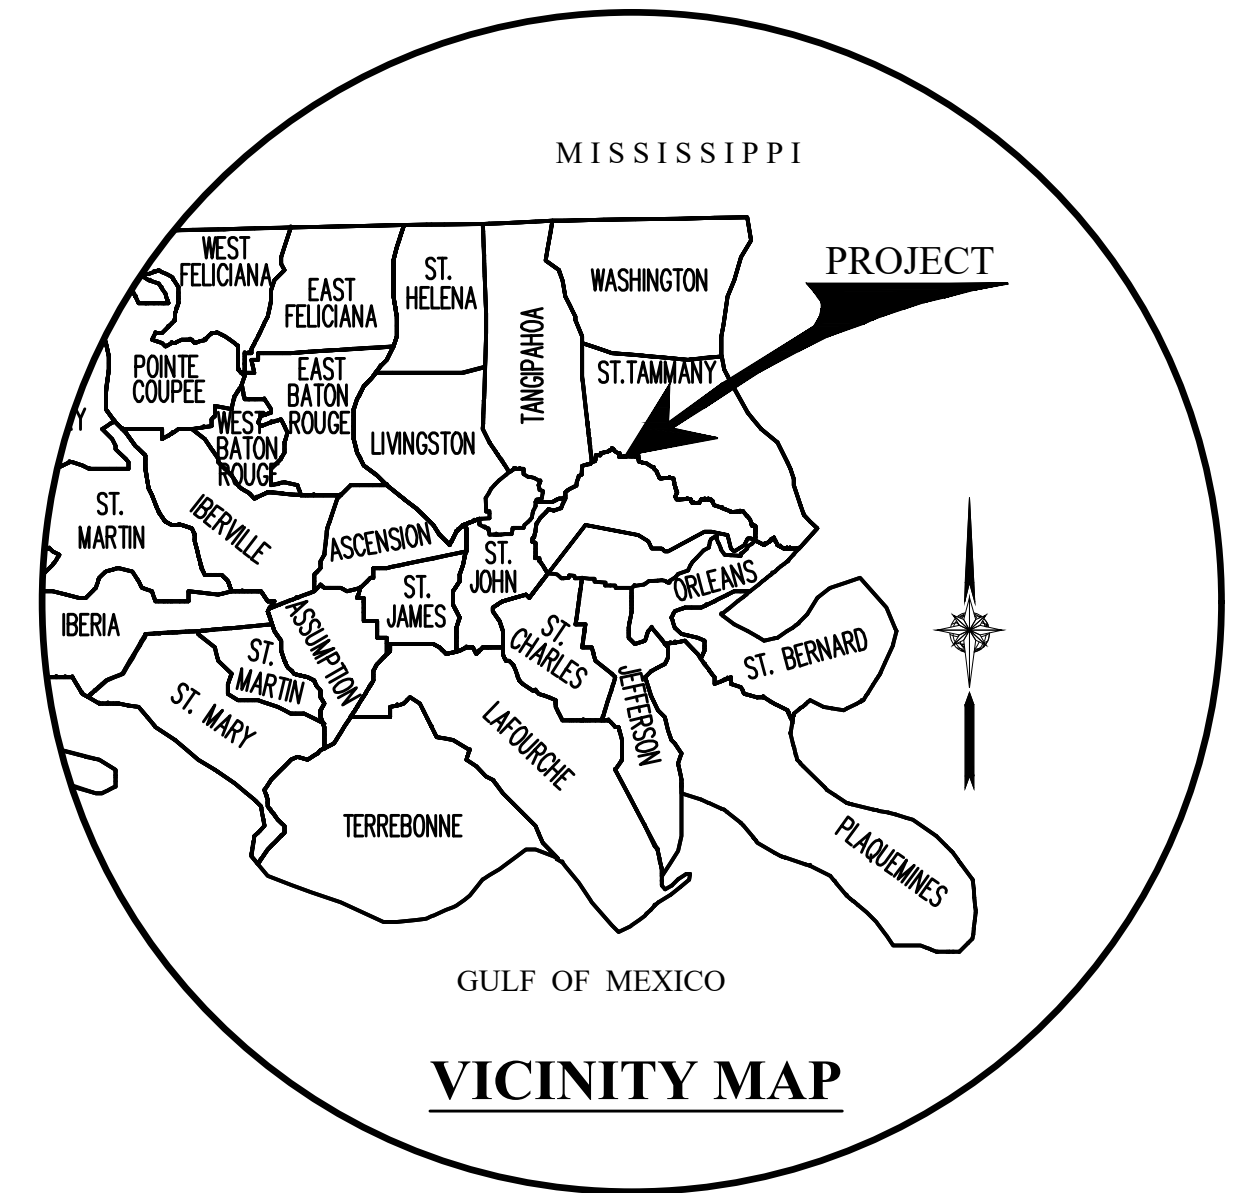 MISSISSIPPI
PROJECT
WEST
FELICIANA
EAST
FELICIANA
ST.
HELENA
TANGIPAHOA
WASHINGTON
ST.TAMMANY
POINTE
COUPEE
EAST
BATON
ROUGE
WEST
BATON
ROUGE
LIVINGSTON
Y
ST.
MARTIN
IBERVILLE
ASCENSION
ST.
JOHN
ORLEANS
ST.
JAMES
IBERIA
ASSUMPTION
ST.
CHARLES
ST. BERNARD
ST.
MARTIN
JEFFERSON
ST. MARY
LAFOURCHE
TERREBONNE
PLAQUEMINES
GULF OF MEXICO
VICINITY MAP